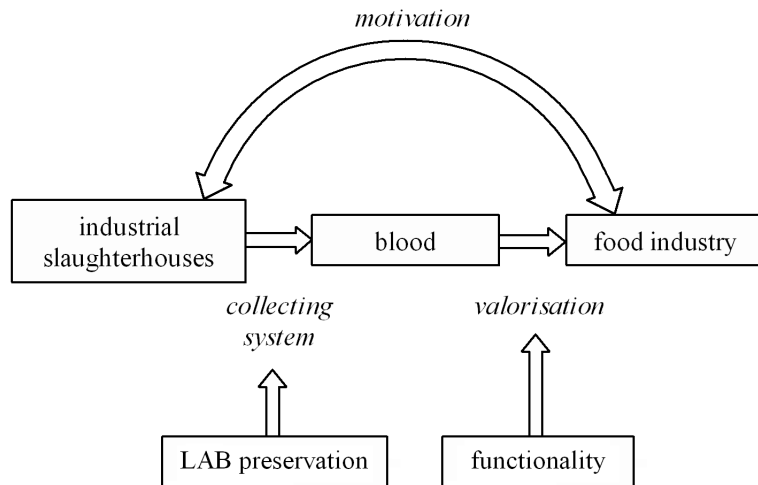 motivation
industrial
slaughterhouses
blood
food industry
collecting
system
valorisation
LAB preservation
functionality